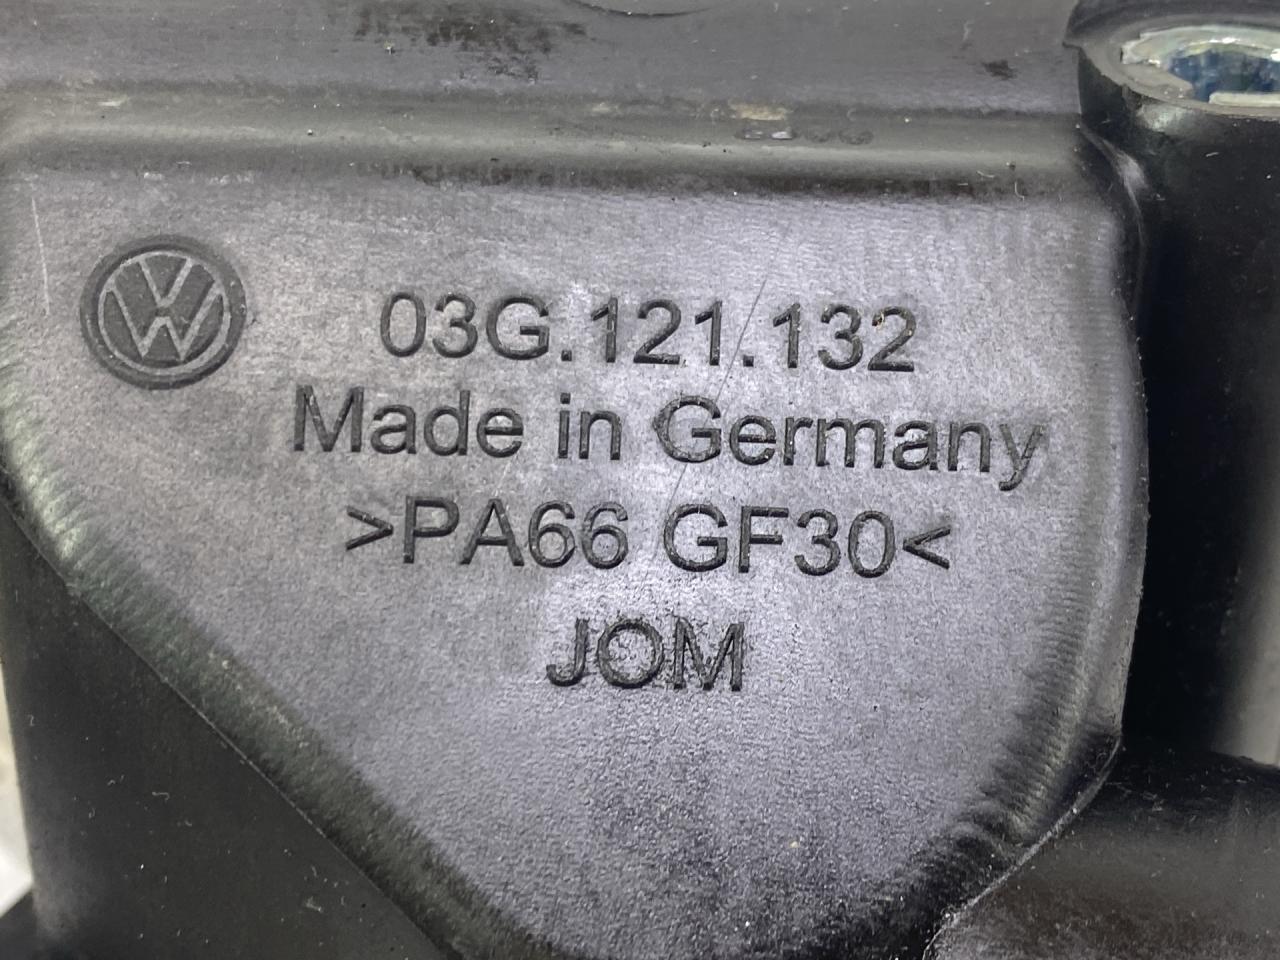 03G.121.132
Made in Germany
>PA66 GF30<
JOM